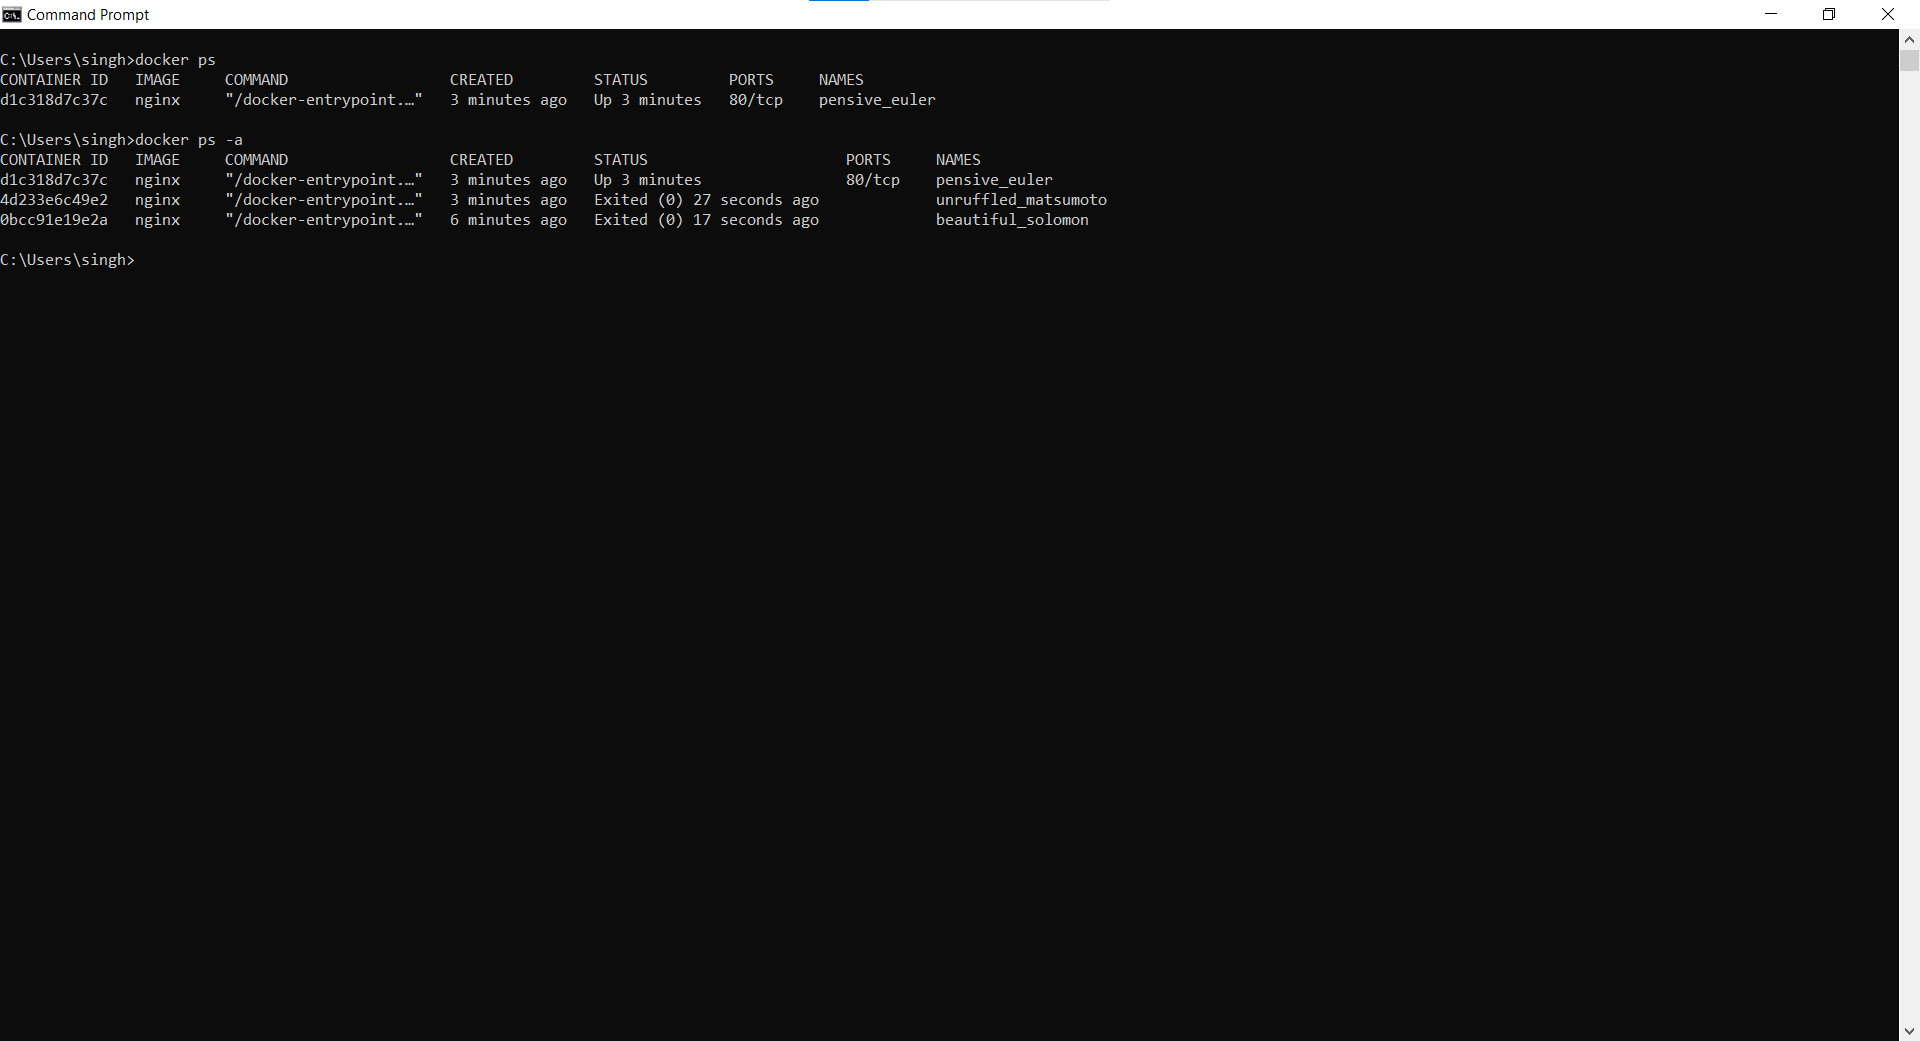 Command Prompt
C:\Users\singh>docker ps
CONTAINER ID   IMAGE     COMMAND                  CREATED         STATUS         PORTS     NAMES
d1c318d7c37c   nginx     "/docker-entrypoint.…"   3 minutes ago   Up 3 minutes   80/tcp    pensive_euler
C:\Users\singh>docker ps -a
CONTAINER ID   IMAGE     COMMAND                  CREATED         STATUS                      PORTS     NAMES
d1c318d7c37c   nginx     "/docker-entrypoint.…"   3 minutes ago   Up 3 minutes                80/tcp    pensive_euler
4d233e6c49e2   nginx     "/docker-entrypoint.…"   3 minutes ago   Exited (0) 27 seconds ago             unruffled_matsumoto
0bcc91e19e2a   nginx     "/docker-entrypoint.…"   6 minutes ago   Exited (0) 17 seconds ago             beautiful_solomon
C:\Users\singh>